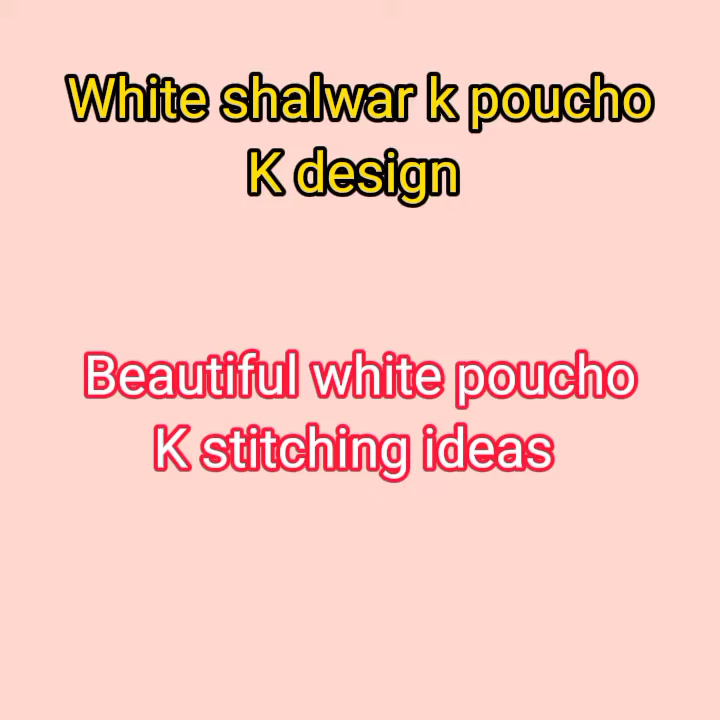 White shalwar k poucho
K design
Beautiful white poucho
K stitching ideas